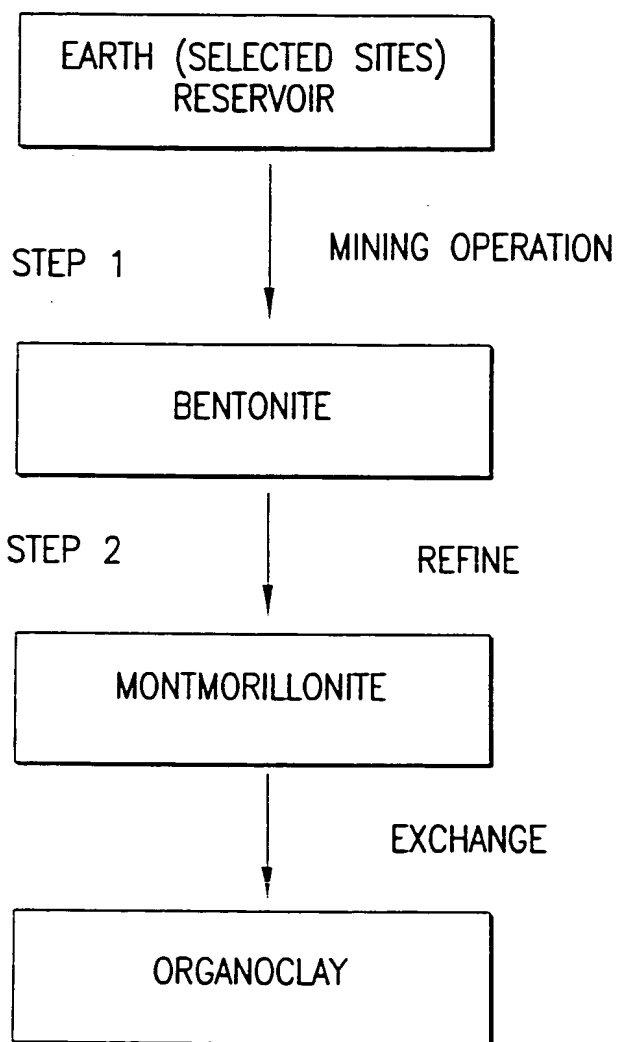 EARTH (SELECTED SITES)
RESERVOIR
STEP 1
MINING OPERATION
BENTONITE
STEP 2
REFINE
MONTMORILLONITE
EXCHANGE
ORGANOCLAY